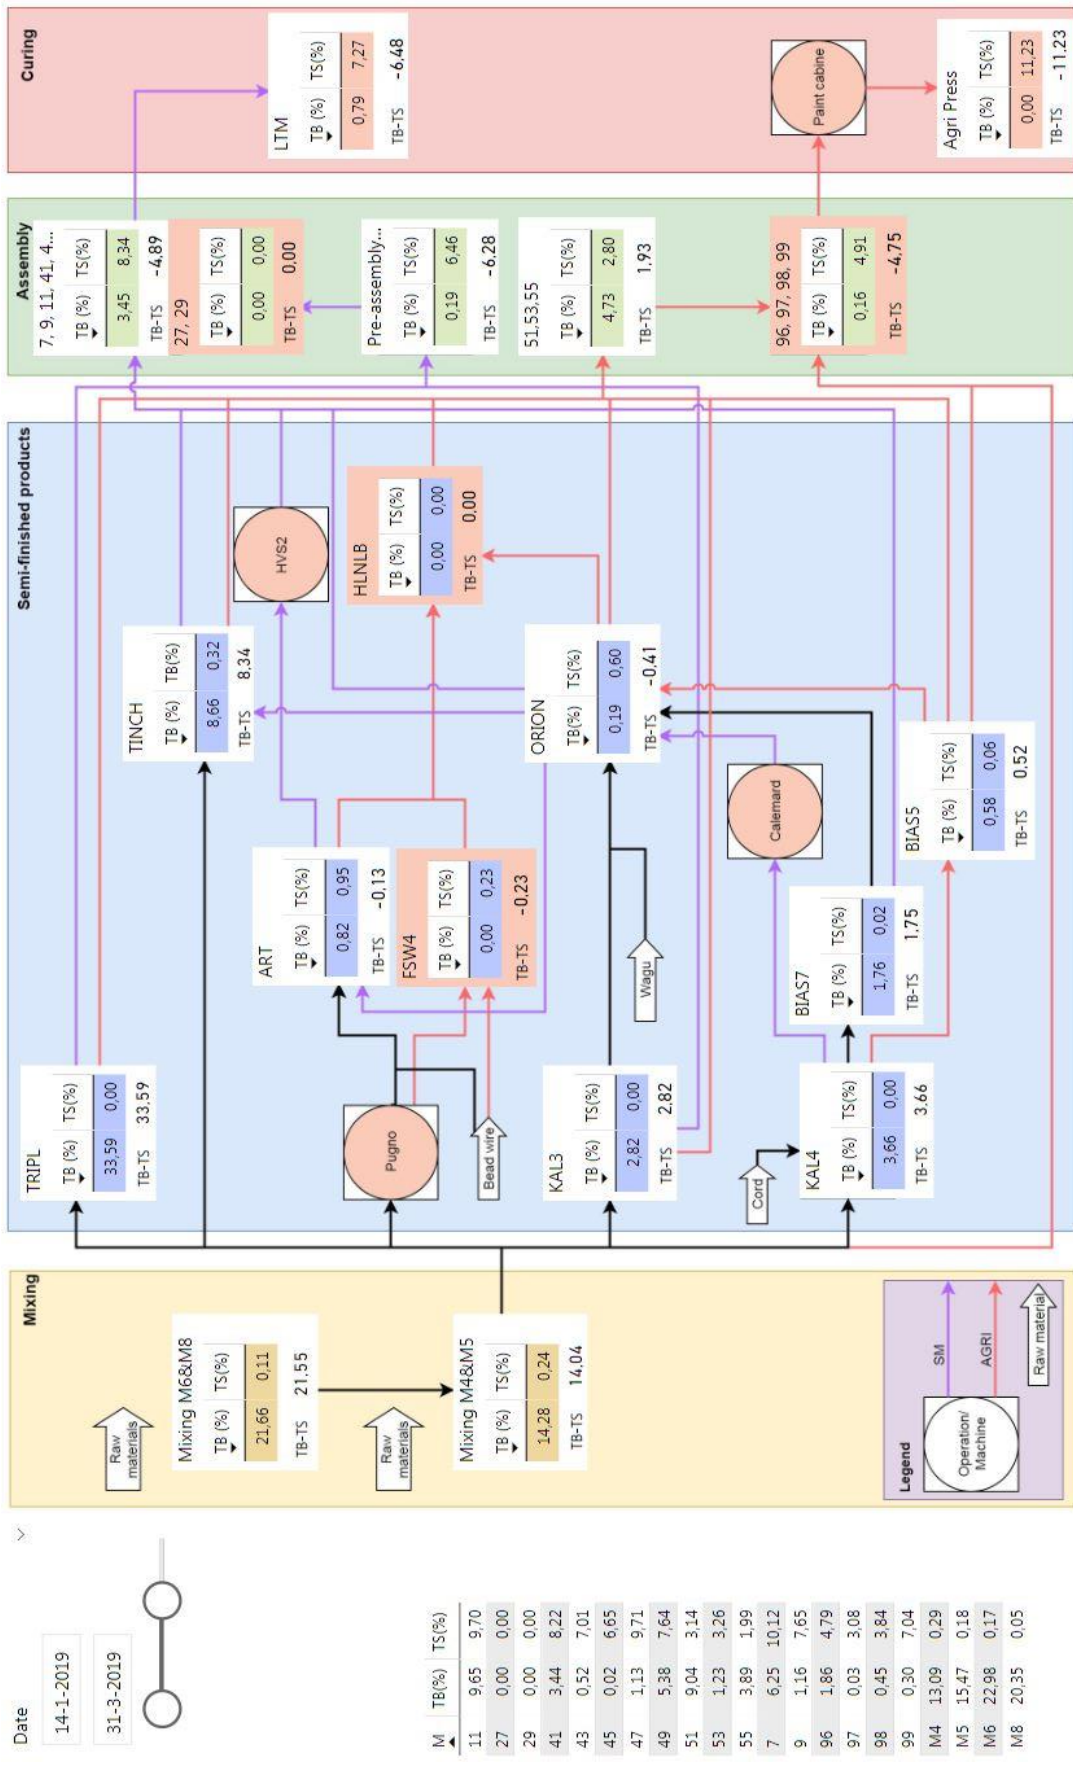 Date
14-1-2019
31-3-2019
M TB(%) TS(%)
11 9,65 9,70
27 0,00 0,00
29 0,00 0,00
41 3,44 8,22
43 0,52 7,01
45 0,02 6,65
47 1,13 9,71
49 5,38 7,64
51 9,04 3,14
53 1,23 3,26
55 3,89 1,99
7 6,25 10,12
9 1,16 7,65
96 1,86 4,79
97 0,03 3,08
98 0,45 3,84
99 0,30 7,04
M4 13,09 0,29
M5 15,47 0,18
M6 22,98 0,17
M8 20,35 0,05
Mixing
Raw
materials
Mixing M6&M8
TB (%) TS(%)
21,66 0,11
TB-TS 21,55
Raw
materials
Mixing M4&M5
TB (%) TS(%)
14,28 0,24
TB-TS 14,04
Legend
Operation/
Machine
SM
AGRI
Raw material
Semi-finished products
TRIPL
TB (%) TS(%)
33,59 0,00
TB-TS 33,59
Pugno
Bead wire
KAL3
TB (%) TS(%)
2,82 0,00
TB-TS 2,82
Cord
KAL4
TB (%) TS(%)
3,66 0,00
TB-TS 3,66
ART
TB (%) TS(%)
0,82 0,95
TB-TS -0,13
FSW4
TB (%) TS(%)
0,00 0,23
TB-TS -0,23
Wagu
BIAS7
TB (%) TS(%)
1,76 0,02
TB-TS 1,75
Calemard
BIAS5
TB (%) TS(%)
0,58 0,06
TB-TS 0,52
TINCH
TB (%) TB(%)
8,66 0,32
TB-TS 8,34
HVS2
HLNLB
TB (%) TS(%)
0,00 0,00
TB-TS 0,00
ORION
TB(%) TS(%)
0,19 0,60
TB-TS -0,41
Assembly
7, 9, 11, 41, 4...
TB (%) TS(%)
3,45 8,34
TB-TS -4,89
27, 29
TB (%) TS(%)
0,00 0,00
TB-TS 0,00
Pre-assembly...
TB (%) TS(%)
0,19 6,46
TB-TS -6,28
51,53,55
TB (%) TS(%)
4,73 2,80
TB-TS 1,93
96, 97, 98, 99
TB (%) TS(%)
0,16 4,91
TB-TS -4,75
Curing
LTM
TB (%) TS(%)
0,79 7,27
TB-TS -6,48
Paint cabine
Agri Press
TB (%) TS(%)
0,00 11,23
TB-TS -11,23